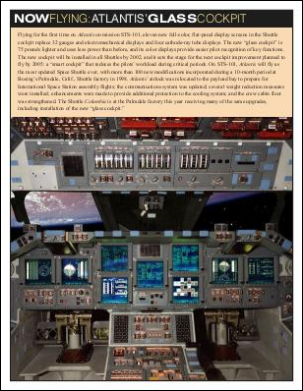 NOWFLYING:ATLANTIS'GLASSCOCKPIT
Flying for the first time on Atlantis mission STS-101, eleven new full-color, flat-panel display screens in the Shuttle
cockpit replace 32 gauges and electromechanical displays and four cathode-ray tube displays. The new "glass cockpit" is
75 pounds lighter and uses less power than before, and its color displays provide easier pilot recognition of key functions.
The new cockpit will be installed in all Shuttles by 2002, and it sets the stage for the next cockpit improvement planned to
fly by 2005: a "smart cockpit" that reduces the pilots' workload during critical periods. On STS-101, Atlantis will fly as
the most updated Space Shuttle ever, with more than 100 new modifications incorporated during a 10-month period at
Boeing's Palmdale, Calif., Shuttle factory in 1998. Atlantis' airlock was relocated to the payload bay to prepare for
International Space Station assembly flights; the communications system was updated; several weight reduction measures
were installed; enhancements were made to provide additional protection to the cooling system; and the crew cabin floor
was strengthened. The Shuttle Columbia is at the Palmdale factory this year receiving many of the same upgrades,
including installation of the new "glass cockpit."